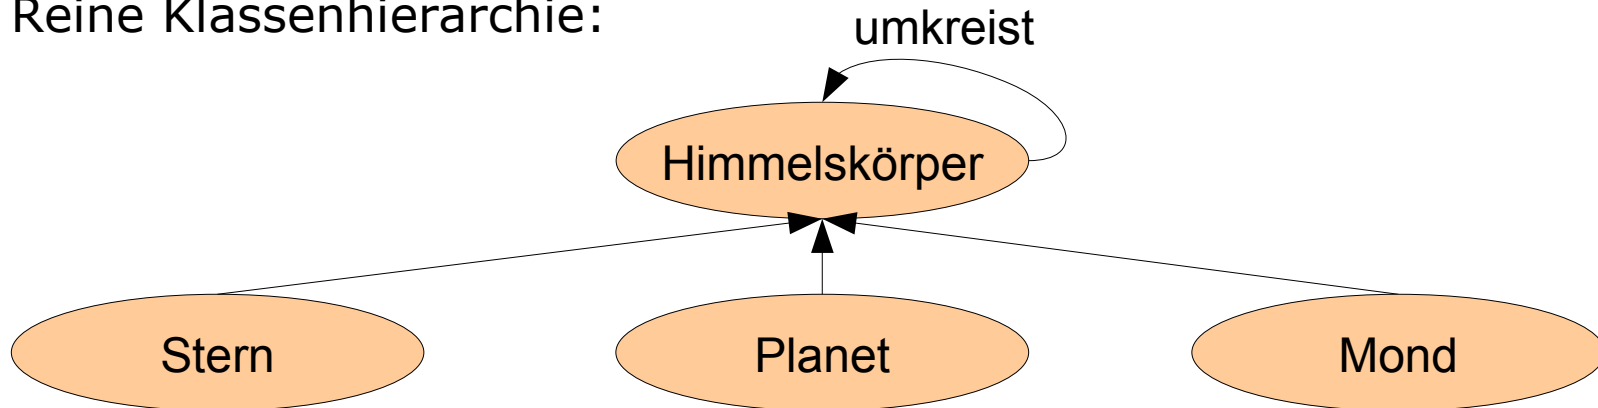 Reine Klassenhierarchie:
umkreist
Himmelskörper
Stern
Planet
Mond